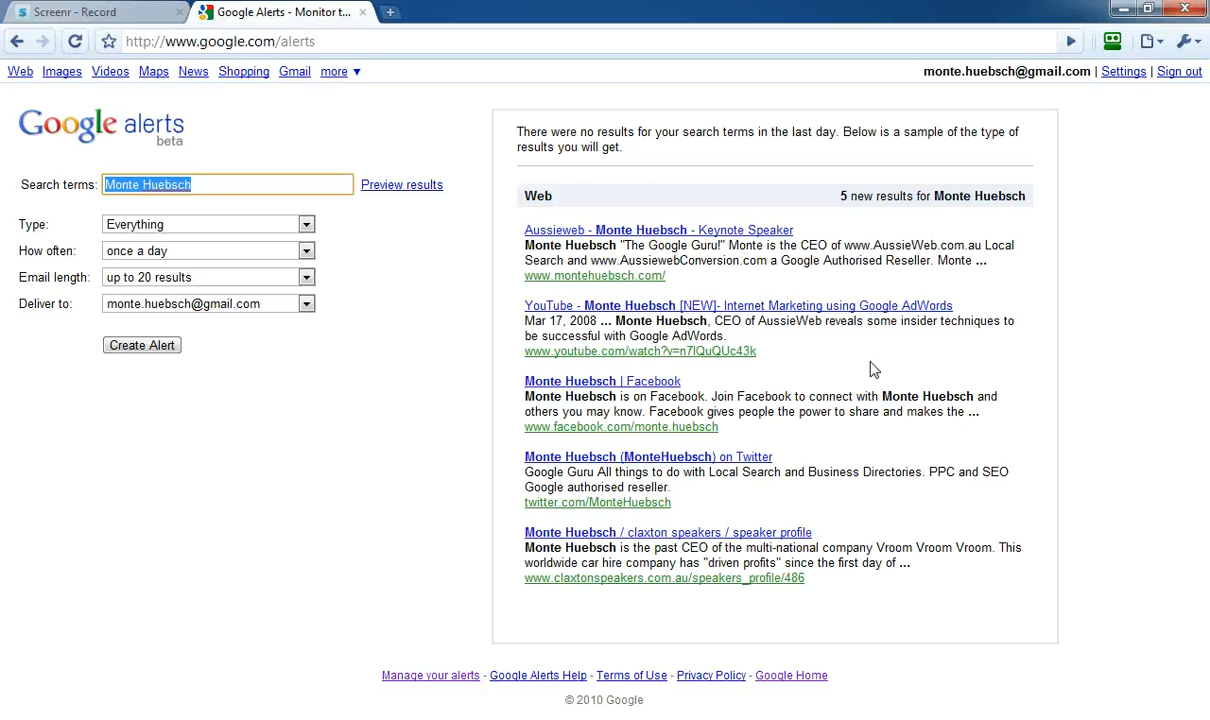 Screenr - Record
Google Alerts - Monitor t...
http://www.google.com/alerts
Web Images Videos Maps News Shopping Gmail more ▼
monte.huebsch@gmail.com | Settings | Sign out
Google alerts
beta
Search terms: Monte Huebsch Preview results
Type: Everything
How often: once a day
Email length: up to 20 results
Deliver to: monte.huebsch@gmail.com
Create Alert
There were no results for your search terms in the last day. Below is a sample of the type of
results you will get.
Web 5 new results for Monte Huebsch
Aussieweb - Monte Huebsch - Keynote Speaker
Monte Huebsch "The Google Guru!" Monte is the CEO of www.AussieWeb.com.au Local
Search and www.AussiewebConversion.com a Google Authorised Reseller. Monte ...
www.montehuebsch.com/
YouTube - Monte Huebsch [NEW]- Internet Marketing using Google AdWords
Mar 17, 2008 ... Monte Huebsch, CEO of AussieWeb reveals some insider techniques to
be successful with Google AdWords.
www.youtube.com/watch?v=n7lQuQUc43k
Monte Huebsch | Facebook
Monte Huebsch is on Facebook. Join Facebook to connect with Monte Huebsch and
others you may know. Facebook gives people the power to share and makes the ...
www.facebook.com/monte.huebsch
Monte Huebsch (MonteHuebsch) on Twitter
Google Guru All things to do with Local Search and Business Directories. PPC and SEO
Google authorised reseller.
twitter.com/MonteHuebsch
Monte Huebsch / claxton speakers / speaker profile
Monte Huebsch is the past CEO of the multi-national company Vroom Vroom Vroom. This
worldwide car hire company has "driven profits" since the first day of ...
www.claxtonspeakers.com.au/speakers_profile/486
Manage your alerts - Google Alerts Help - Terms of Use - Privacy Policy - Google Home
© 2010 Google